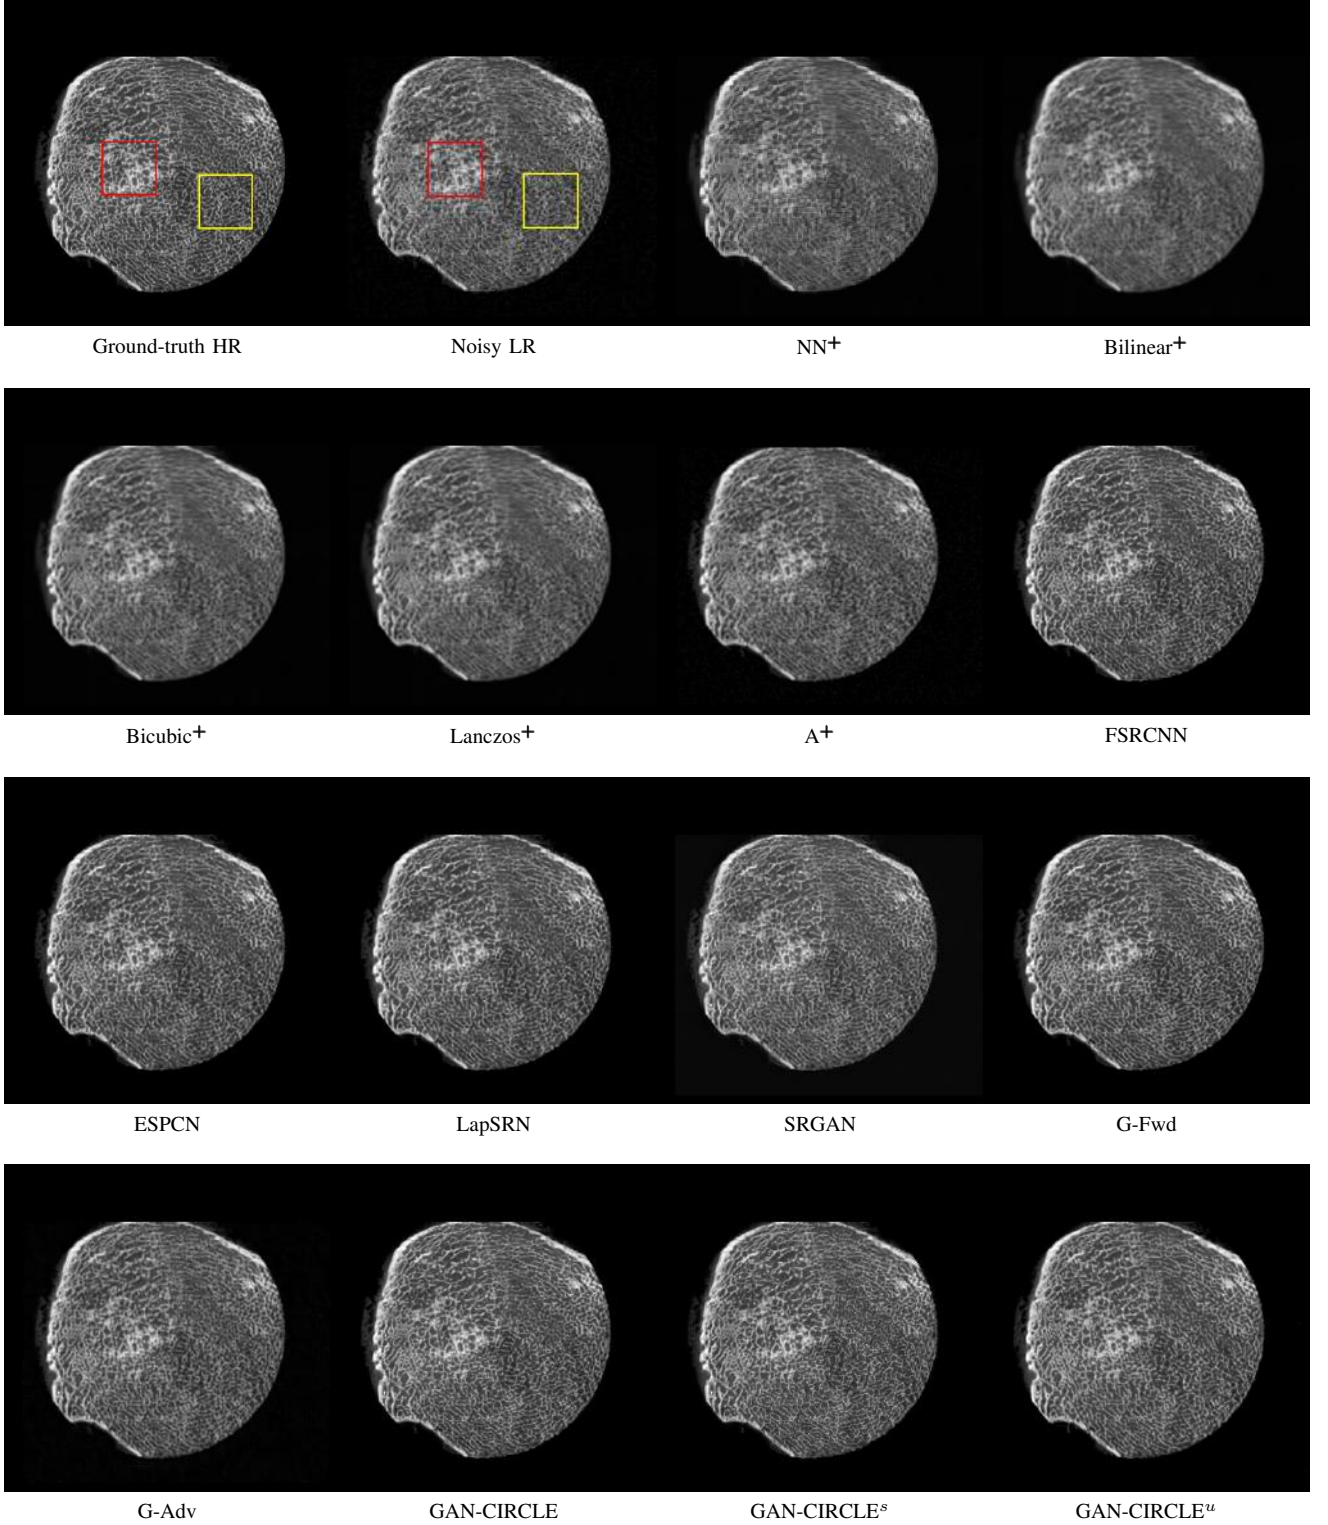 Ground-truth HR Noisy LR NN+ Bilinear+
Bicubic+ Lanczos+ A+ FSRCNN
ESPCN LapSRN SRGAN G-Fwd
G-Adv GAN-CIRCLE GAN-CIRCLEˢ GAN-CIRCLEᵘ